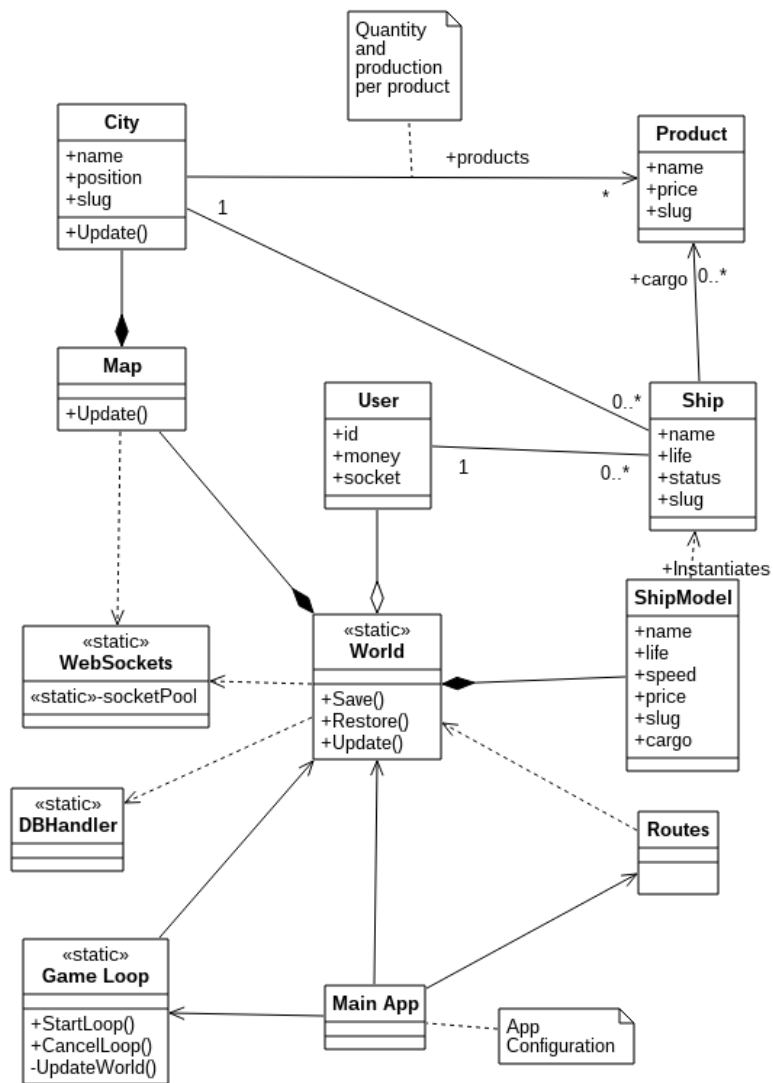 Quantity
and
production
per product
City
+name
+position
+slug
+Update()
+products
*
1
Product
+name
+price
+slug
+cargo
0..*
Map
+Update()
User
+id
+money
+socket
1
0..*
0..*
Ship
+name
+life
+status
+slug
+Instantiates
ShipModel
+name
+life
+speed
+price
+slug
+cargo
«static»
WebSockets
«static»-socketPool
«static»
World
+Save()
+Restore()
+Update()
«static»
DBHandler
Routes
«static»
Game Loop
+StartLoop()
+CancelLoop()
-UpdateWorld()
Main App
App
Configuration